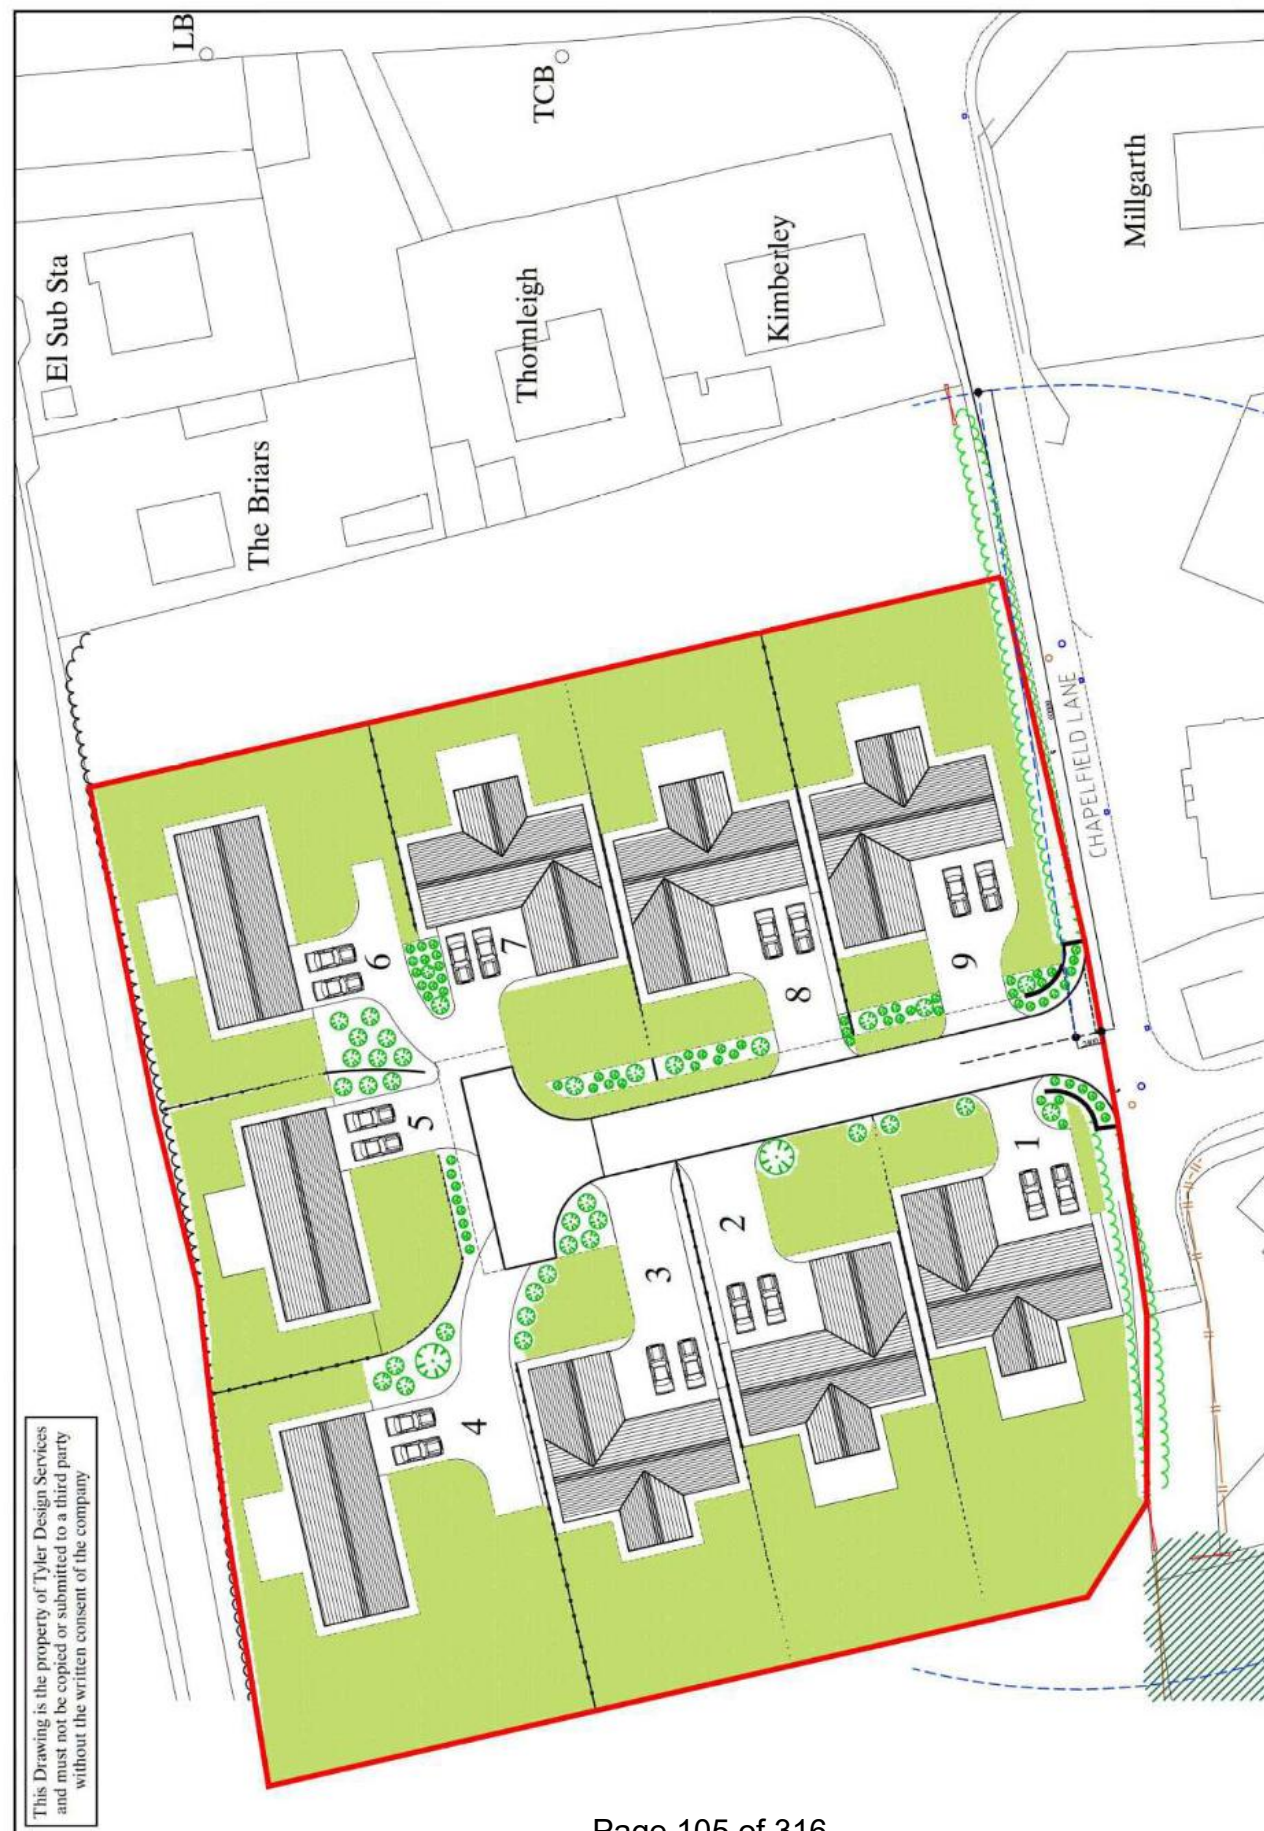 This Drawing is the property of Tyler Design Services
and must not be copied or submitted to a third party
without the written consent of the company
LB
TCB
El Sub Sta
The Briars
Thornleigh
Kimberley
Millgarth
CHAPELFIELD LANE
6
7
8
9
5
4
3
2
1
Page 105 of 316